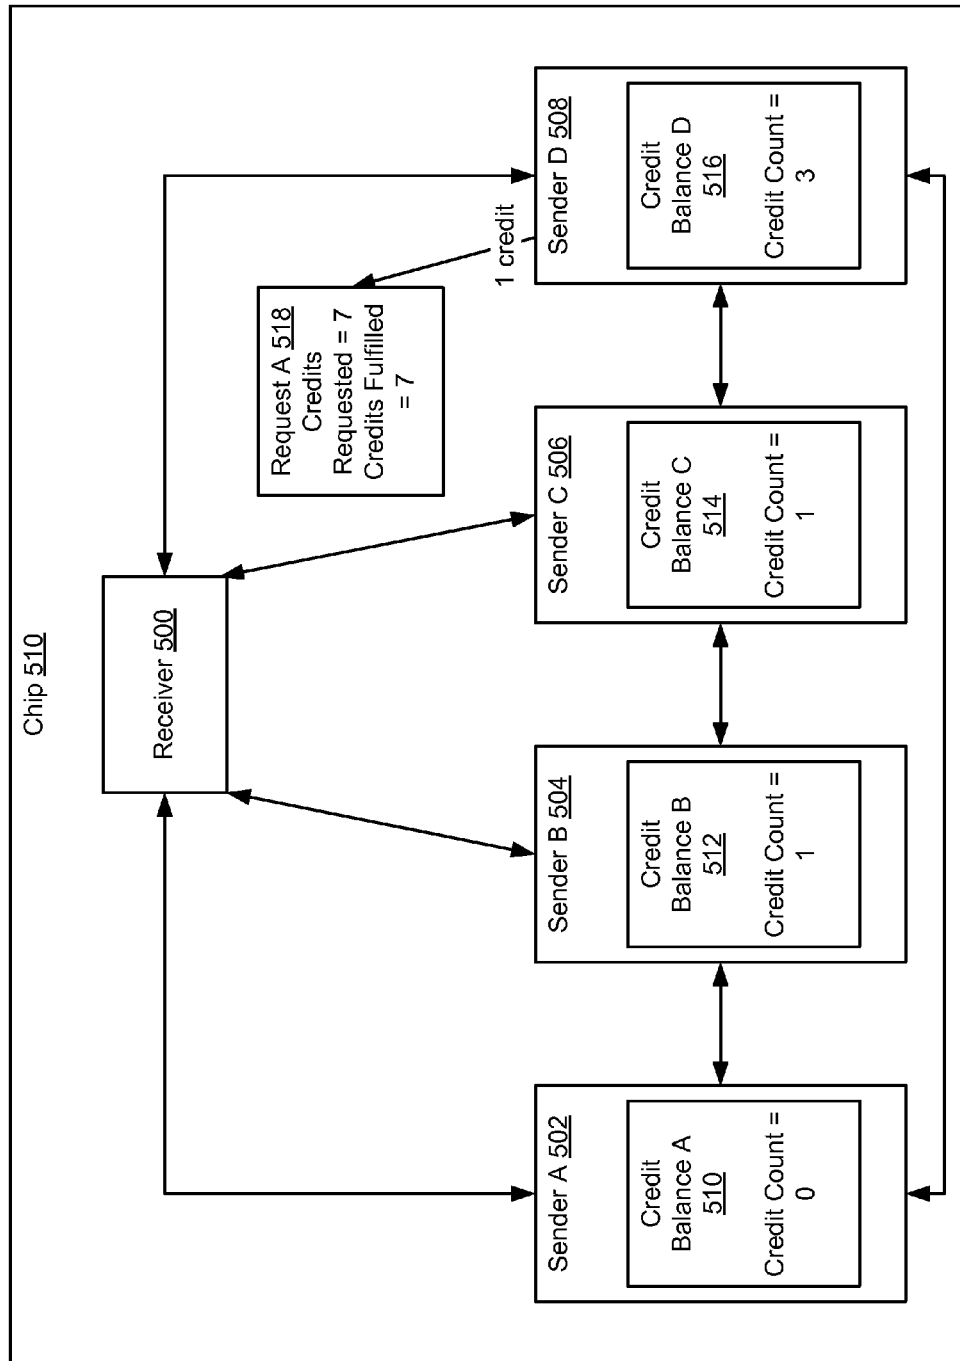 Chip 510
Receiver 500
Request A 518
Credits
Requested = 7
Credits Fulfilled
= 7
1 credit
Sender A 502
Credit
Balance A
510
Credit Count =
0
Sender B 504
Credit
Balance B
512
Credit Count =
1
Sender C 506
Credit
Balance C
514
Credit Count =
1
Sender D 508
Credit
Balance D
516
Credit Count =
3